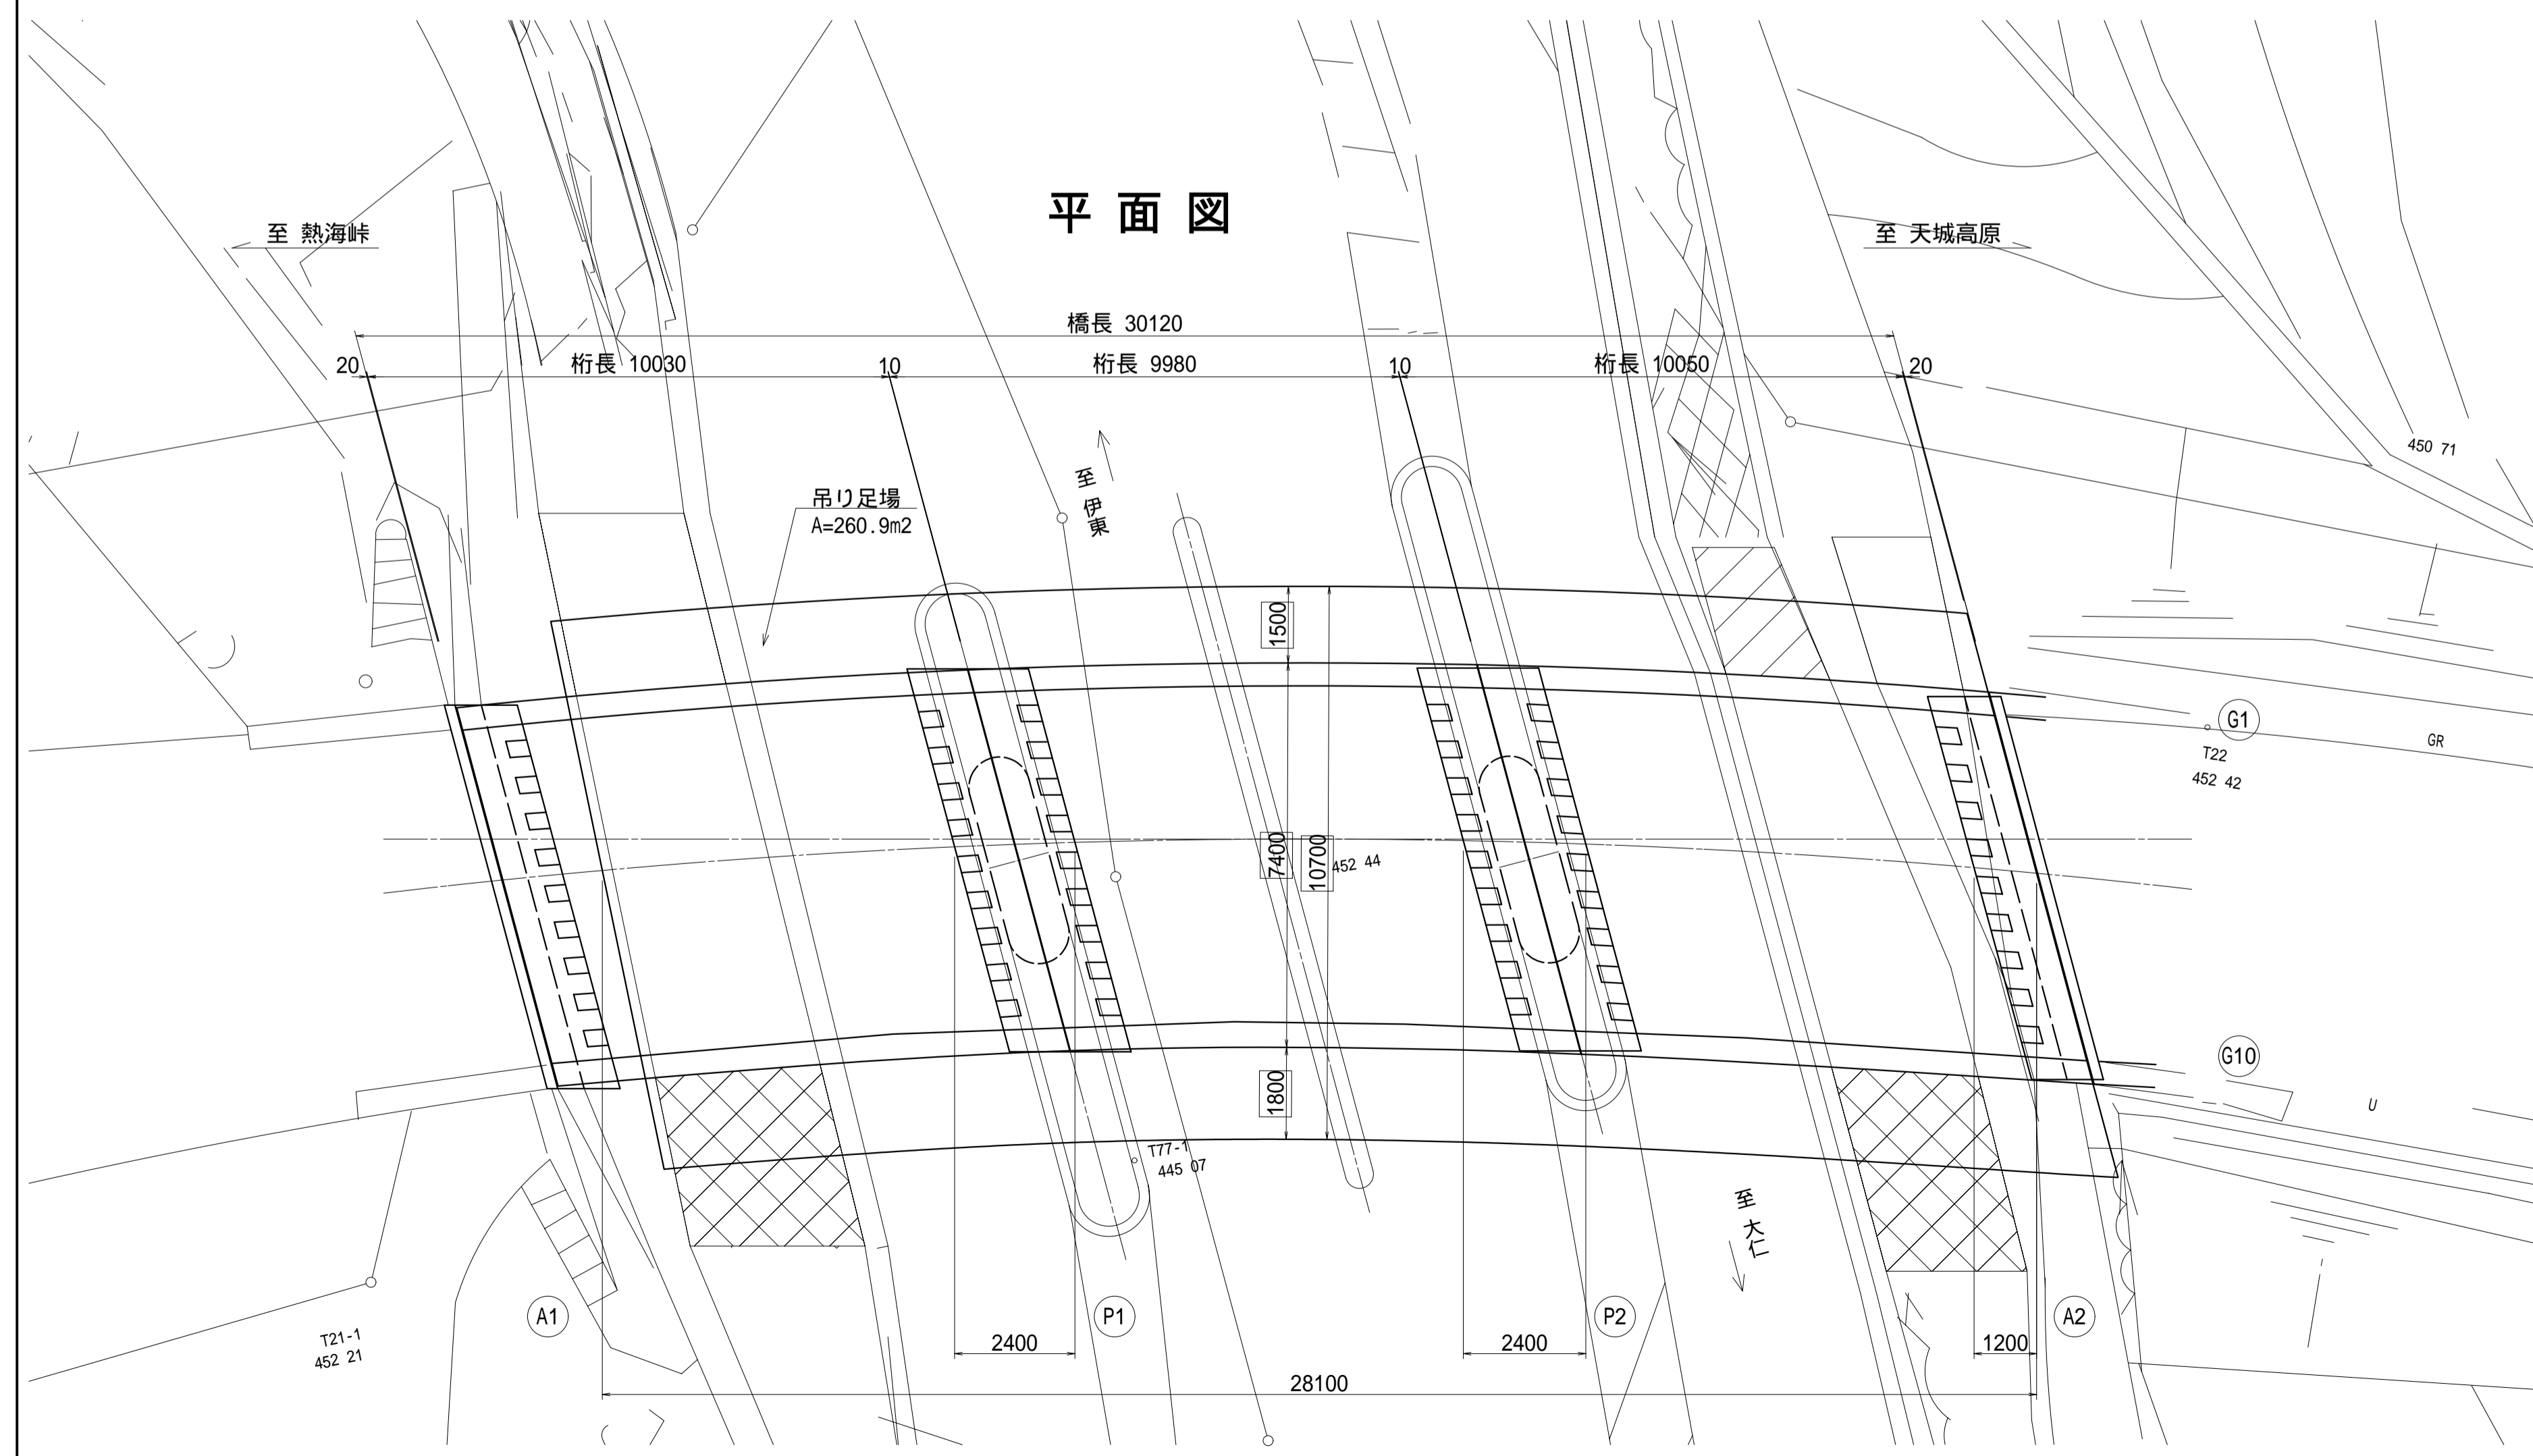 平面図
至 熱海峠
至 天城高原
橋長 30120
20
桁長 10030
10
桁長 9980
10
桁長 10050
20
450 71
至 伊東
吊り足場
A=260.9m2
1500
G1
GR
T22
452 42
7400
10700
452 44
G10
1800
U
T77-1
445 07
至 大仁
A1
P1
P2
A2
T21-1
452 21
2400
2400
1200
28100